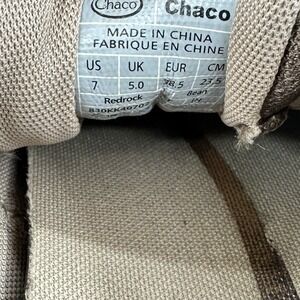 Chaco Chaco
MADE IN CHINA
FABRIQUE EN CHINE
US UK EUR CM
7 5.0 38.5 23.5
Redrock Bean